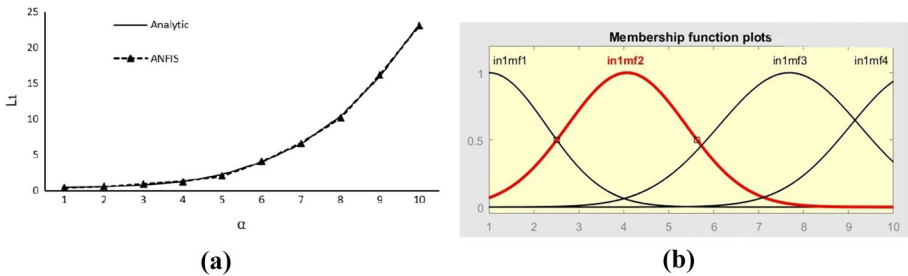 25
20
15
10
5
0
L1
Analytic
ANFIS
1 2 3 4 5 6 7 8 9 10
α
(a)
Membership function plots
in1mf1 in1mf2 in1mf3 in1mf4
1
0.5
0
1 2 3 4 5 6 7 8 9 10
(b)